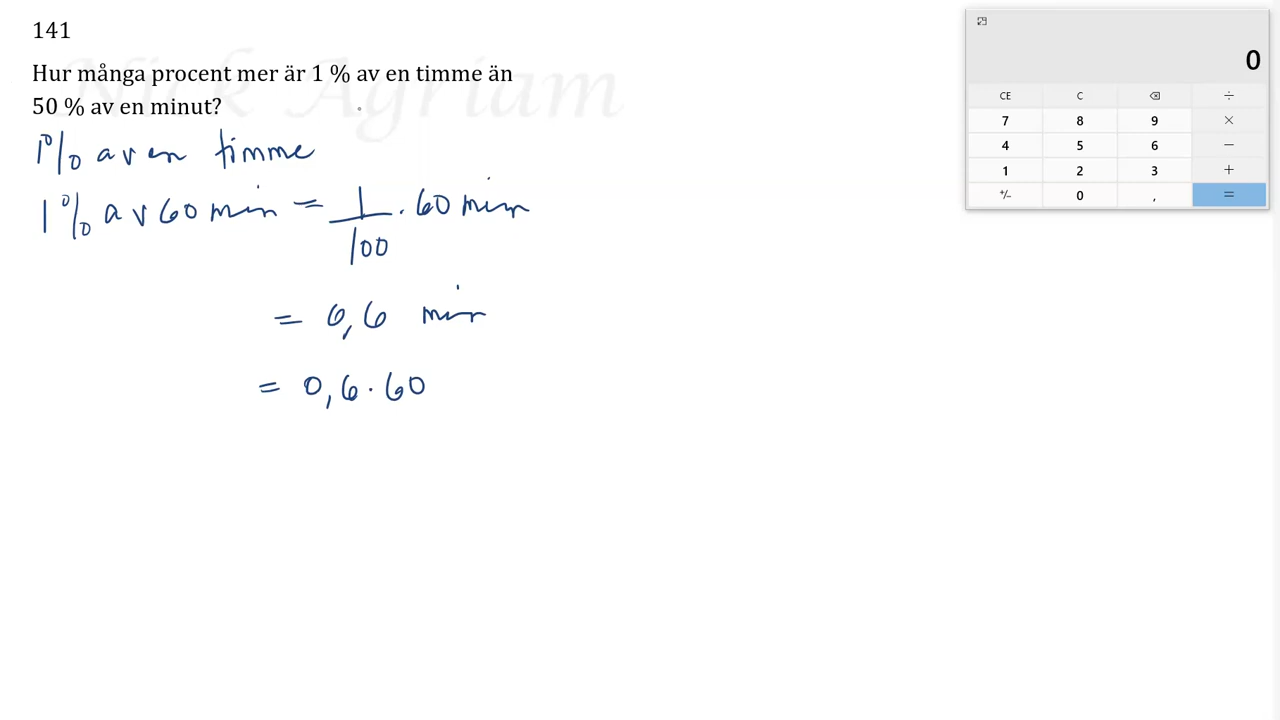 141
Hur många procent mer är 1 % av en timme än
50 % av en minut?
Nick Agriam
1% av en timme
1% av 60 min = 1/100 · 60 min
= 0,6 min
= 0,6 · 60
0
CE C ⌫ ÷
7 8 9 ×
4 5 6 −
1 2 3 +
+/− 0 , =